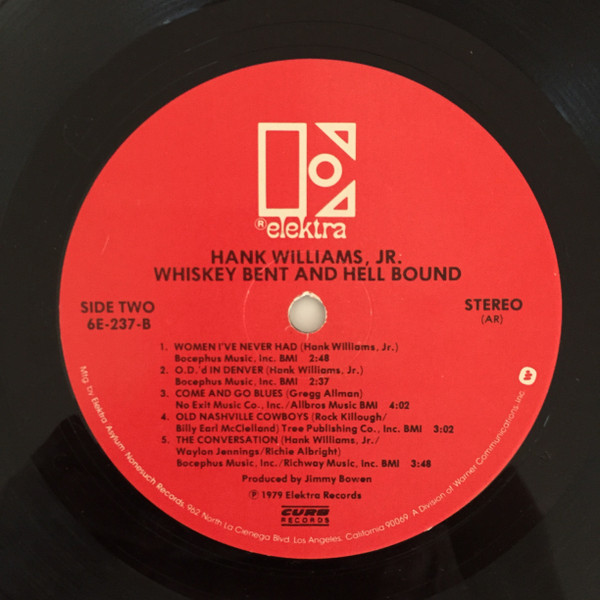 ® elektra
HANK WILLIAMS, JR.
WHISKEY BENT AND HELL BOUND
SIDE TWO
6E-237-B
STEREO
(AR)
1. WOMEN I'VE NEVER HAD (Hank Williams, Jr.)
Bocephus Music, Inc. BMI 2:48
2. O.D.'d IN DENVER (Hank Williams, Jr.)
Bocephus Music, Inc. BMI 2:37
3. COME AND GO BLUES (Gregg Allman)
No Exit Music Co., Inc./Allbros Music BMI 4:02
4. OLD NASHVILLE COWBOYS (Rock Killough/
Billy Earl McClelland) Tree Publishing Co., Inc. BMI 3:02
5. THE CONVERSATION (Hank Williams, Jr./
Waylon Jennings/Richie Albright)
Bocephus Music, Inc./Richway Music, Inc. BMI 3:48
Produced by Jimmy Bowen
℗ 1979 Elektra Records
CURB
RECORDS
Mfg. by Elektra/Asylum/Nonesuch Records, 962 North La Cienega Blvd. Los Angeles, California 90069. A Division of Warner Communications, Inc.